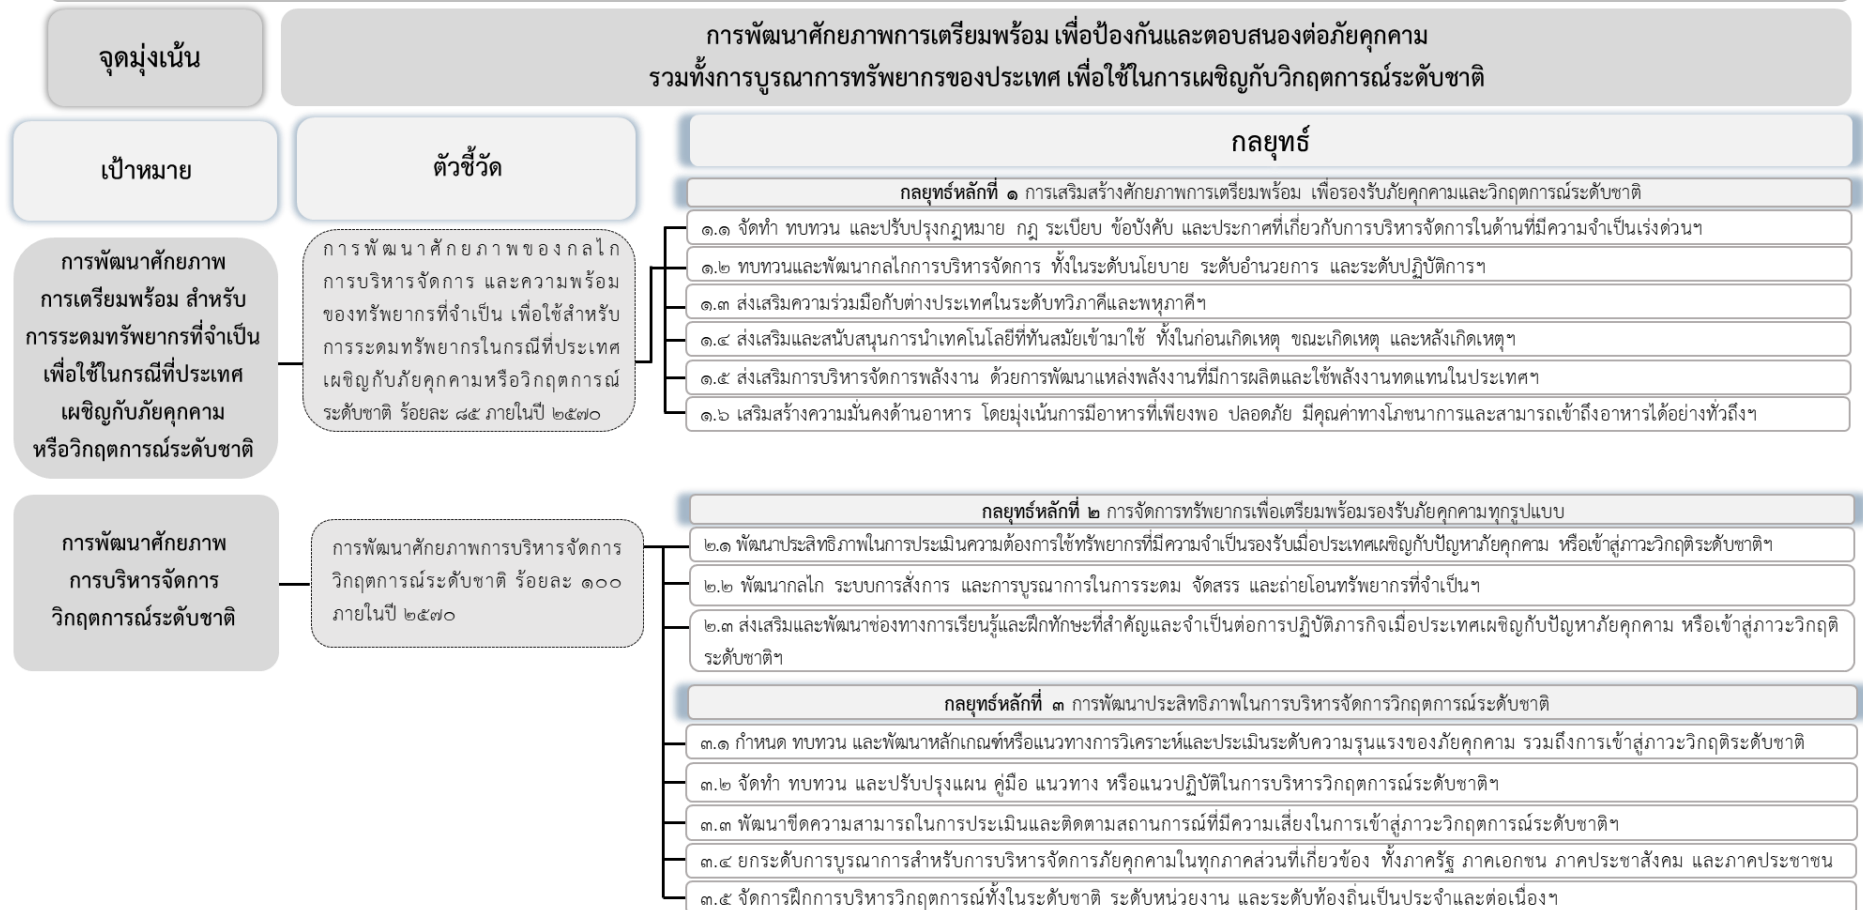 จุดมุ่งเน้น
การพัฒนาศักยภาพการเตรียมพร้อม เพื่อป้องกันและตอบสนองต่อภัยคุกคาม
รวมทั้งการบูรณาการทรัพยากรของประเทศ เพื่อใช้ในการเผชิญกับวิกฤตการณ์ระดับชาติ
เป้าหมาย
ตัวชี้วัด
กลยุทธ์
การพัฒนาศักยภาพ
การเตรียมพร้อม สำหรับ
การระดมทรัพยากรที่จำเป็น
เพื่อใช้ในกรณีที่ประเทศ
เผชิญกับภัยคุกคาม
หรือวิกฤตการณ์ระดับชาติ
การพัฒนาศักยภาพของกลไก
การบริหารจัดการ และความพร้อม
ของทรัพยากรที่จำเป็น เพื่อใช้สำหรับ
การระดมทรัพยากรในกรณีที่ประเทศ
เผชิญกับภัยคุกคามหรือวิกฤตการณ์
ระดับชาติ ร้อยละ ๘๕ ภายในปี ๒๕๗๐
กลยุทธ์หลักที่ ๑ การเสริมสร้างศักยภาพการเตรียมพร้อม เพื่อรองรับภัยคุกคามและวิกฤตการณ์ระดับชาติ
๑.๑ จัดทำ ทบทวน และปรับปรุงกฎหมาย กฎ ระเบียบ ข้อบังคับ และประกาศที่เกี่ยวกับการบริหารจัดการในด้านที่มีความจำเป็นเร่งด่วนฯ
๑.๒ ทบทวนและพัฒนากลไกการบริหารจัดการ ทั้งในระดับนโยบาย ระดับอำนวยการ และระดับปฏิบัติการฯ
๑.๓ ส่งเสริมความร่วมมือกับต่างประเทศในระดับทวิภาคีและพหุภาคีฯ
๑.๔ ส่งเสริมและสนับสนุนการนำเทคโนโลยีที่ทันสมัยเข้ามาใช้ ทั้งในก่อนเกิดเหตุ ขณะเกิดเหตุ และหลังเกิดเหตุฯ
๑.๕ ส่งเสริมการบริหารจัดการพลังงาน ด้วยการพัฒนาแหล่งพลังงานที่มีการผลิตและใช้พลังงานทดแทนในประเทศฯ
๑.๖ เสริมสร้างความมั่นคงด้านอาหาร โดยมุ่งเน้นการมีอาหารที่เพียงพอ ปลอดภัย มีคุณค่าทางโภชนาการและสามารถเข้าถึงอาหารได้อย่างทั่วถึงฯ
การพัฒนาศักยภาพ
การบริหารจัดการ
วิกฤตการณ์ระดับชาติ
การพัฒนาศักยภาพการบริหารจัดการ
วิกฤตการณ์ระดับชาติ ร้อยละ ๑๐๐
ภายในปี ๒๕๗๐
กลยุทธ์หลักที่ ๒ การจัดการทรัพยากรเพื่อเตรียมพร้อมรองรับภัยคุกคามทุกรูปแบบ
๒.๑ พัฒนาประสิทธิภาพในการประเมินความต้องการใช้ทรัพยากรที่มีความจำเป็นรองรับเมื่อประเทศเผชิญกับปัญหาภัยคุกคาม หรือเข้าสู่ภาวะวิกฤติระดับชาติฯ
๒.๒ พัฒนากลไก ระบบการสั่งการ และการบูรณาการในการระดม จัดสรร และถ่ายโอนทรัพยากรที่จำเป็นฯ
๒.๓ ส่งเสริมและพัฒนาช่องทางการเรียนรู้และฝึกทักษะที่สำคัญและจำเป็นต่อการปฏิบัติภารกิจเมื่อประเทศเผชิญกับปัญหาภัยคุกคาม หรือเข้าสู่ภาวะวิกฤติ
ระดับชาติฯ
กลยุทธ์หลักที่ ๓ การพัฒนาประสิทธิภาพในการบริหารจัดการวิกฤตการณ์ระดับชาติ
๓.๑ กำหนด ทบทวน และพัฒนาหลักเกณฑ์หรือแนวทางการวิเคราะห์และประเมินระดับความรุนแรงของภัยคุกคาม รวมถึงการเข้าสู่ภาวะวิกฤติระดับชาติ
๓.๒ จัดทำ ทบทวน และปรับปรุงแผน คู่มือ แนวทาง หรือแนวปฏิบัติในการบริหารวิกฤตการณ์ระดับชาติฯ
๓.๓ พัฒนาขีดความสามารถในการประเมินและติดตามสถานการณ์ที่มีความเสี่ยงในการเข้าสู่ภาวะวิกฤตการณ์ระดับชาติฯ
๓.๔ ยกระดับการบูรณาการสำหรับการบริหารจัดการภัยคุกคามในทุกภาคส่วนที่เกี่ยวข้อง ทั้งภาครัฐ ภาคเอกชน ภาคประชาสังคม และภาคประชาชน
๓.๕ จัดการฝึกการบริหารวิกฤตการณ์ทั้งในระดับชาติ ระดับหน่วยงาน และระดับท้องถิ่นเป็นประจำและต่อเนื่องฯ